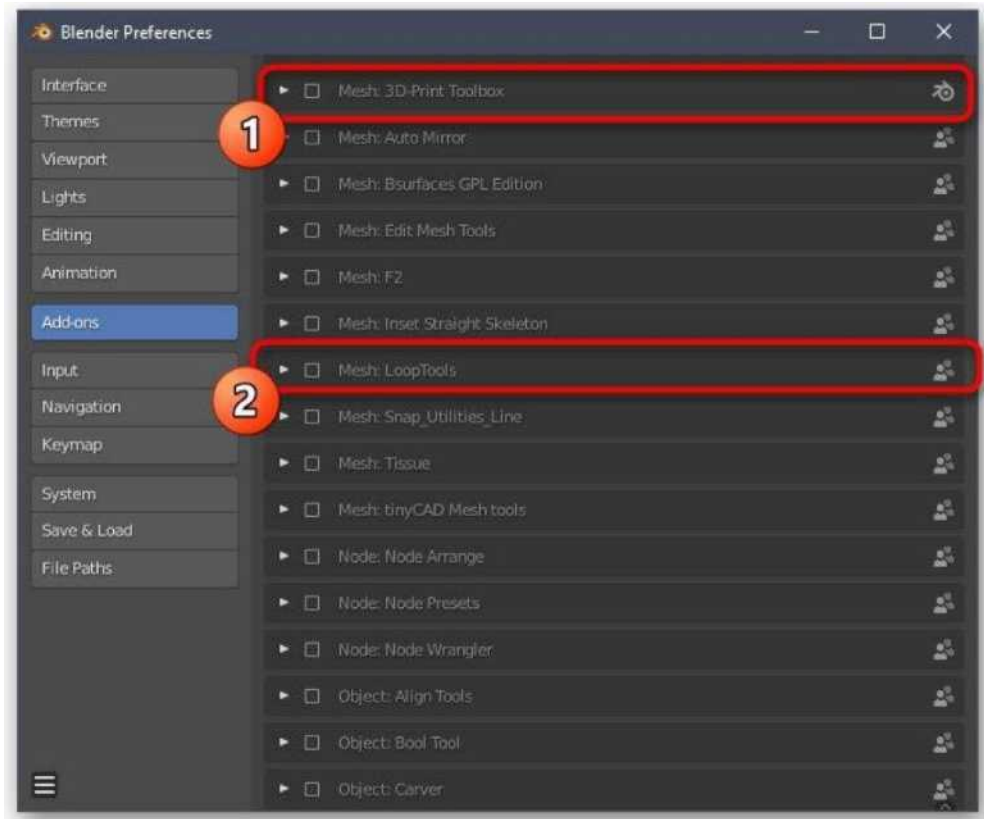 Blender Preferences
Interface
Themes
Viewport
Lights
Editing
Animation
Add-ons
Input
Navigation
Keymap
System
Save & Load
File Paths
1
Mesh: 3D-Print Toolbox
Mesh: Auto Mirror
Mesh: Bsurfaces GPL Edition
Mesh: Edit Mesh Tools
Mesh: F2
Mesh: Inset Straight Skeleton
2
Mesh: LoopTools
Mesh: Snap_Utilities_Line
Mesh: Tissue
Mesh: tinyCAD Mesh tools
Node: Node Arrange
Node: Node Presets
Node: Node Wrangler
Object: Align Tools
Object: Bool Tool
Object: Carver